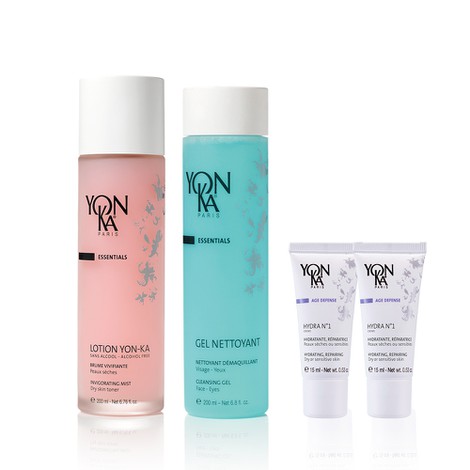 YON
KA
PARIS
ESSENTIALS
LOTION YON-KA
SANS ALCOOL - ALCOHOL FREE
BRUME VIVIFIANTE
Peaux sèches
INVIGORATING MIST
Dry skin toner
200 ml - Net 6.76 fl. oz
YON
KA
PARIS
ESSENTIALS
GEL NETTOYANT
NETTOYANT DÉMAQUILLANT
Visage - Yeux
CLEANSING GEL
Face - Eyes
200 ml - Net 6.8 fl. oz
YON
KA
PARIS
AGE DEFENSE
HYDRA N°1
HYDRATANTE, RÉPARATRICE
Peaux sèches ou sensibles
HYDRATING, REPAIRING
Dry or sensitive skin
15 ml - Net wt. 0.53 oz
YON
KA
PARIS
AGE DEFENSE
HYDRA N°1
HYDRATANTE, RÉPARATRICE
Peaux sèches ou sensibles
HYDRATING, REPAIRING
Dry or sensitive skin
15 ml - Net wt. 0.53 oz